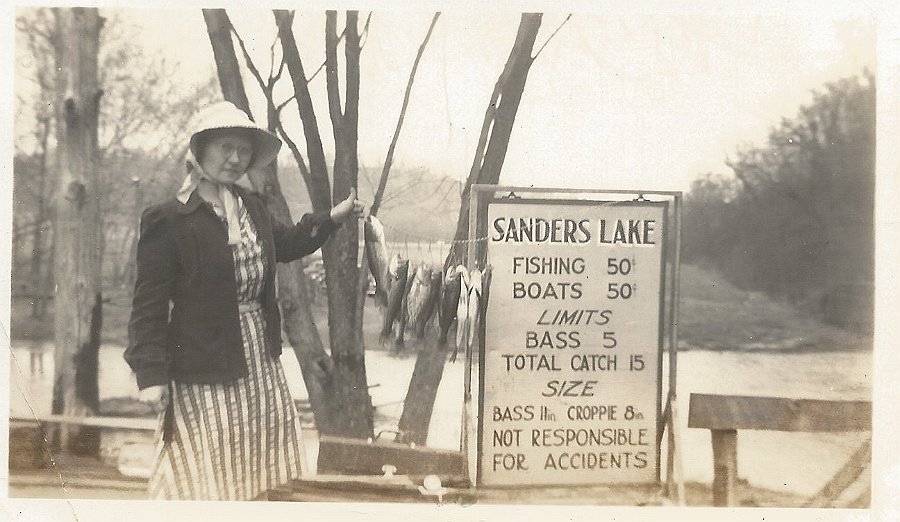 SANDERS LAKE
FISHING 50¢
BOATS 50¢
LIMITS
BASS 5
TOTAL CATCH 15
SIZE
BASS 11in CROPPIE 8in
NOT RESPONSIBLE
FOR ACCIDENTS